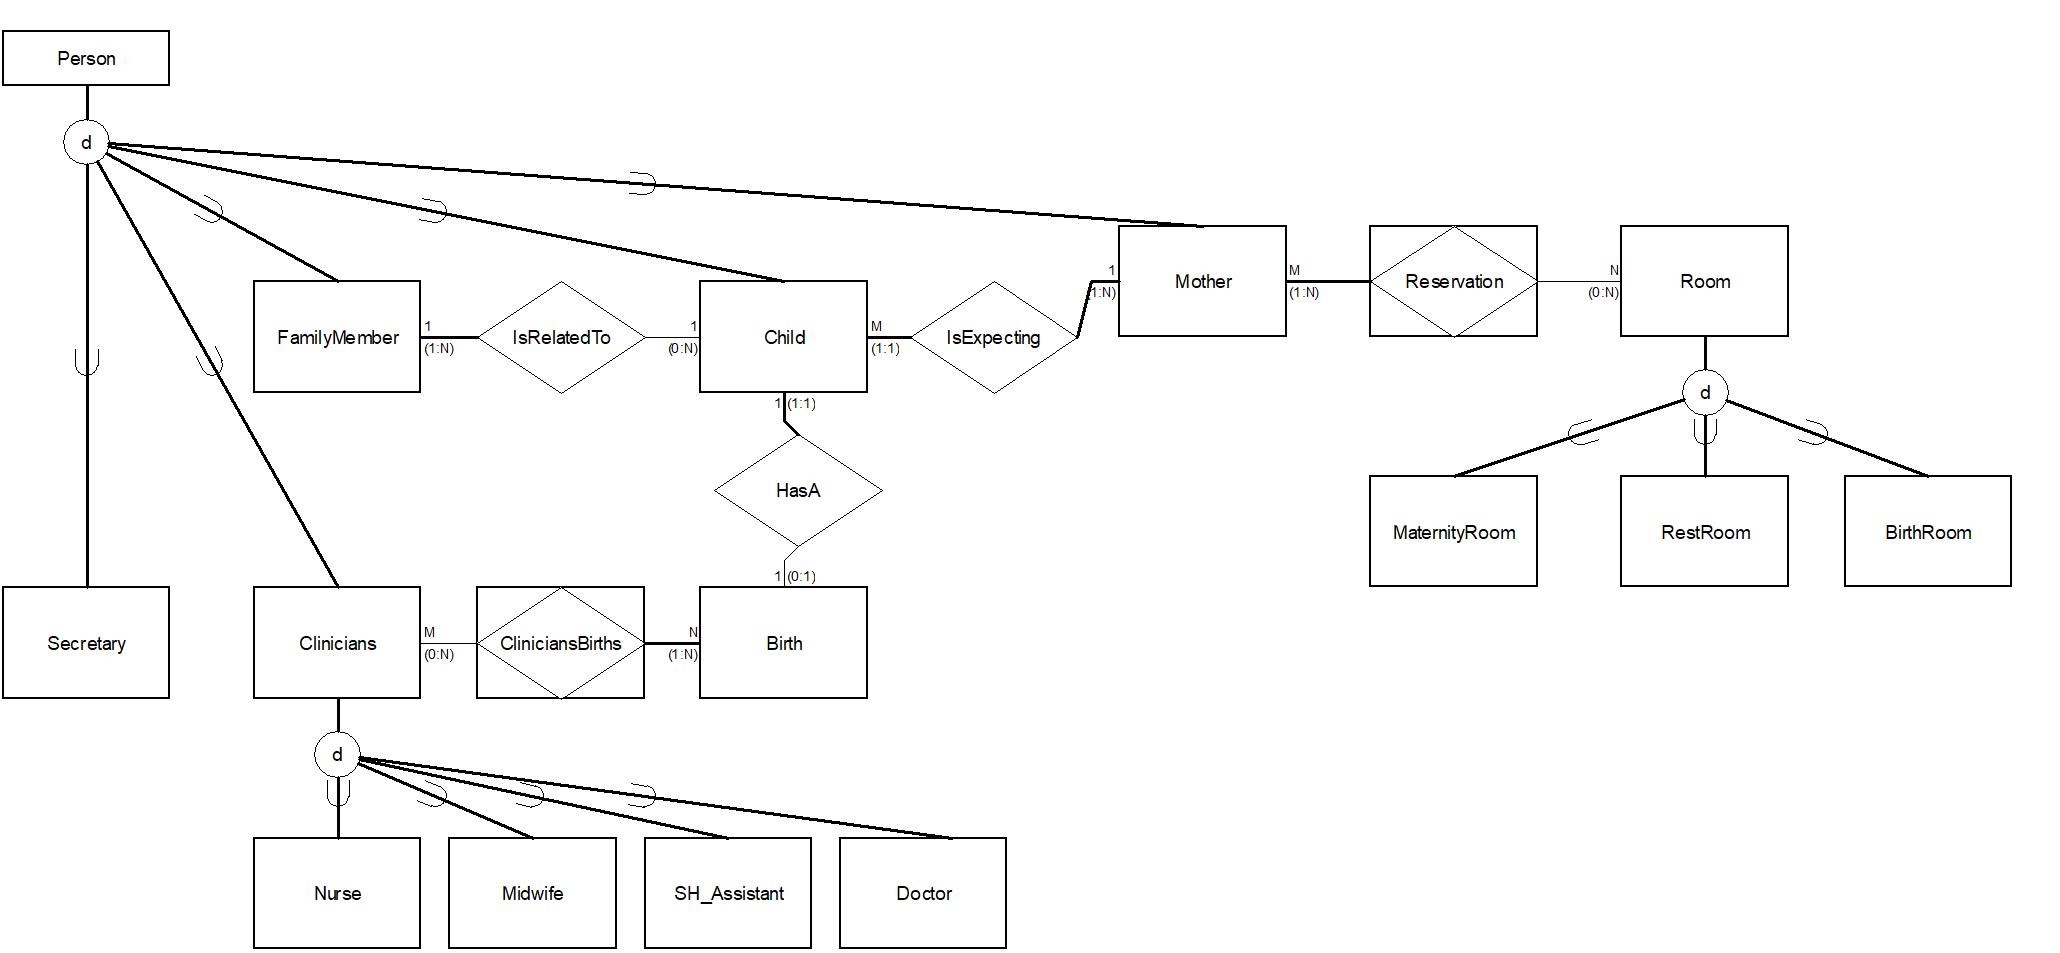 Person
d
Mother
1
(1:N)
M
(1:N)
Reservation
N
(0:N)
Room
FamilyMember
1
(1:N)
IsRelatedTo
1
(0:N)
Child
M
(1:1)
IsExpecting
d
1 (1:1)
HasA
MaternityRoom
RestRoom
BirthRoom
1 (0:1)
Secretary
Clinicians
M
(0:N)
CliniciansBirths
N
(1:N)
Birth
d
Nurse
Midwife
SH_Assistant
Doctor